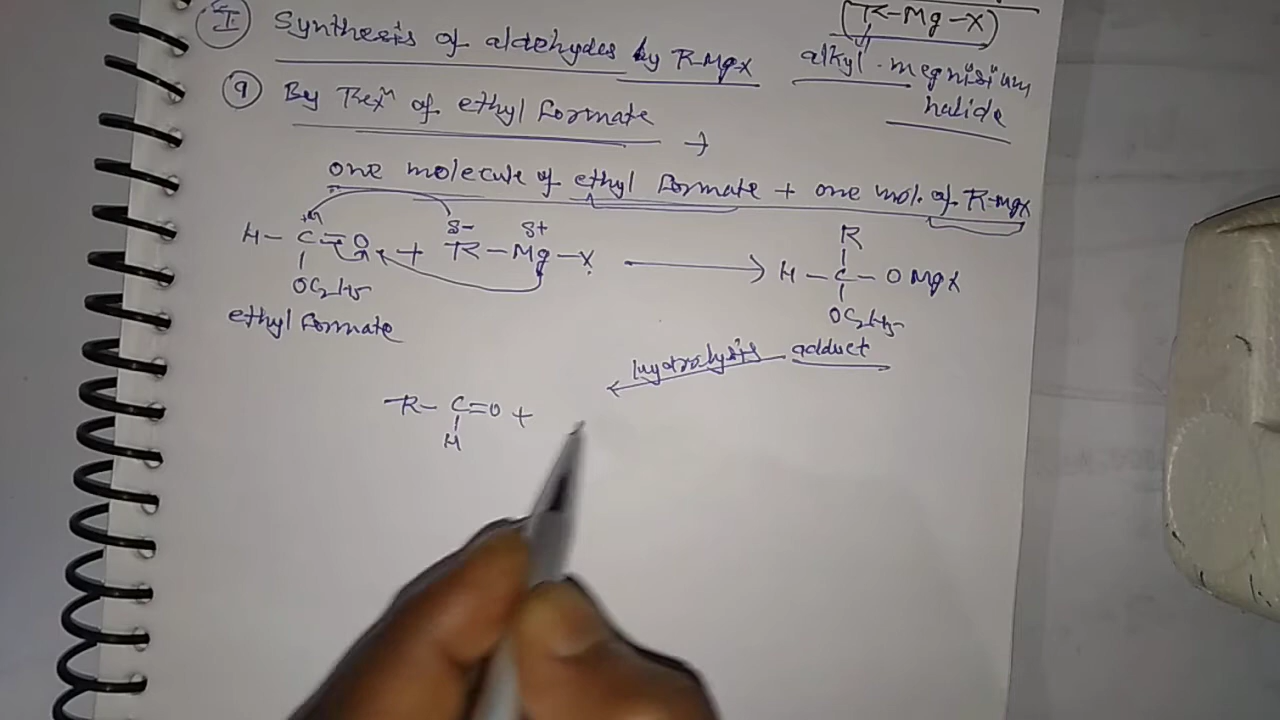 I Synthesis of aldehydes by R-Mgx
(R-Mg-X)
alkyl megnisium
halide
a By Rexn of ethyl formate →
one molecule of ethyl formate + one mol. of R-Mgx
δ- δ+ R
H-C=O + R-Mg-X → H-C-OMgx
OC2H5 OC2H5
ethyl formate
hydrolysis adduct
R-C=O +
H